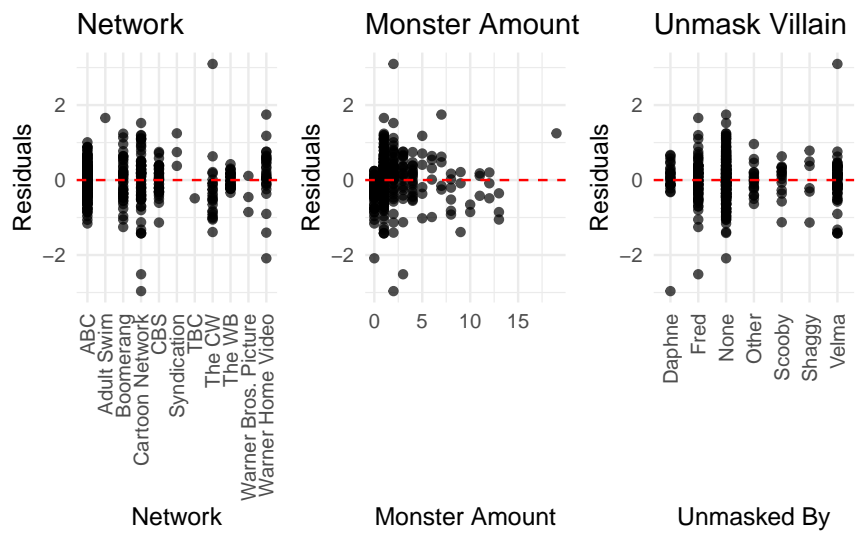 Network
Residuals
2
0
−2
ABC
Adult Swim
Boomerang
Cartoon Network
CBS
Syndication
TBC
The CW
The WB
Warner Bros. Picture
Warner Home Video
Network
Monster Amount
Residuals
2
0
−2
0
5
10
15
Monster Amount
Unmask Villain
Residuals
2
0
−2
Daphne
Fred
None
Other
Scooby
Shaggy
Velma
Unmasked By